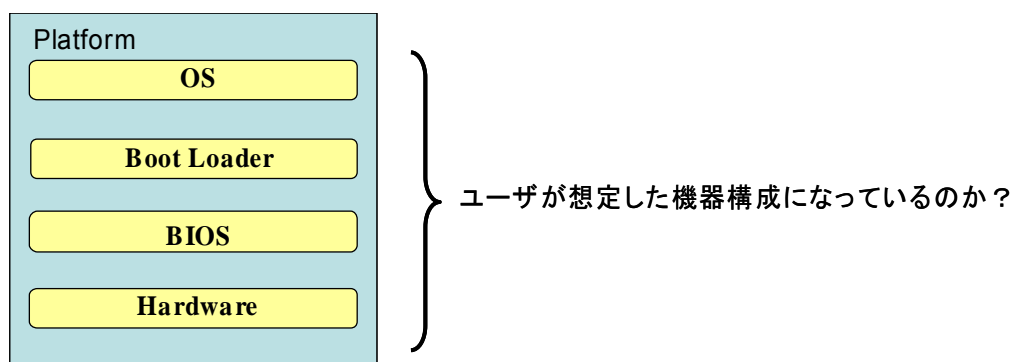 Platform
OS
Boot Loader
BIOS
Hardware
ユーザが想定した機器構成になっているのか？